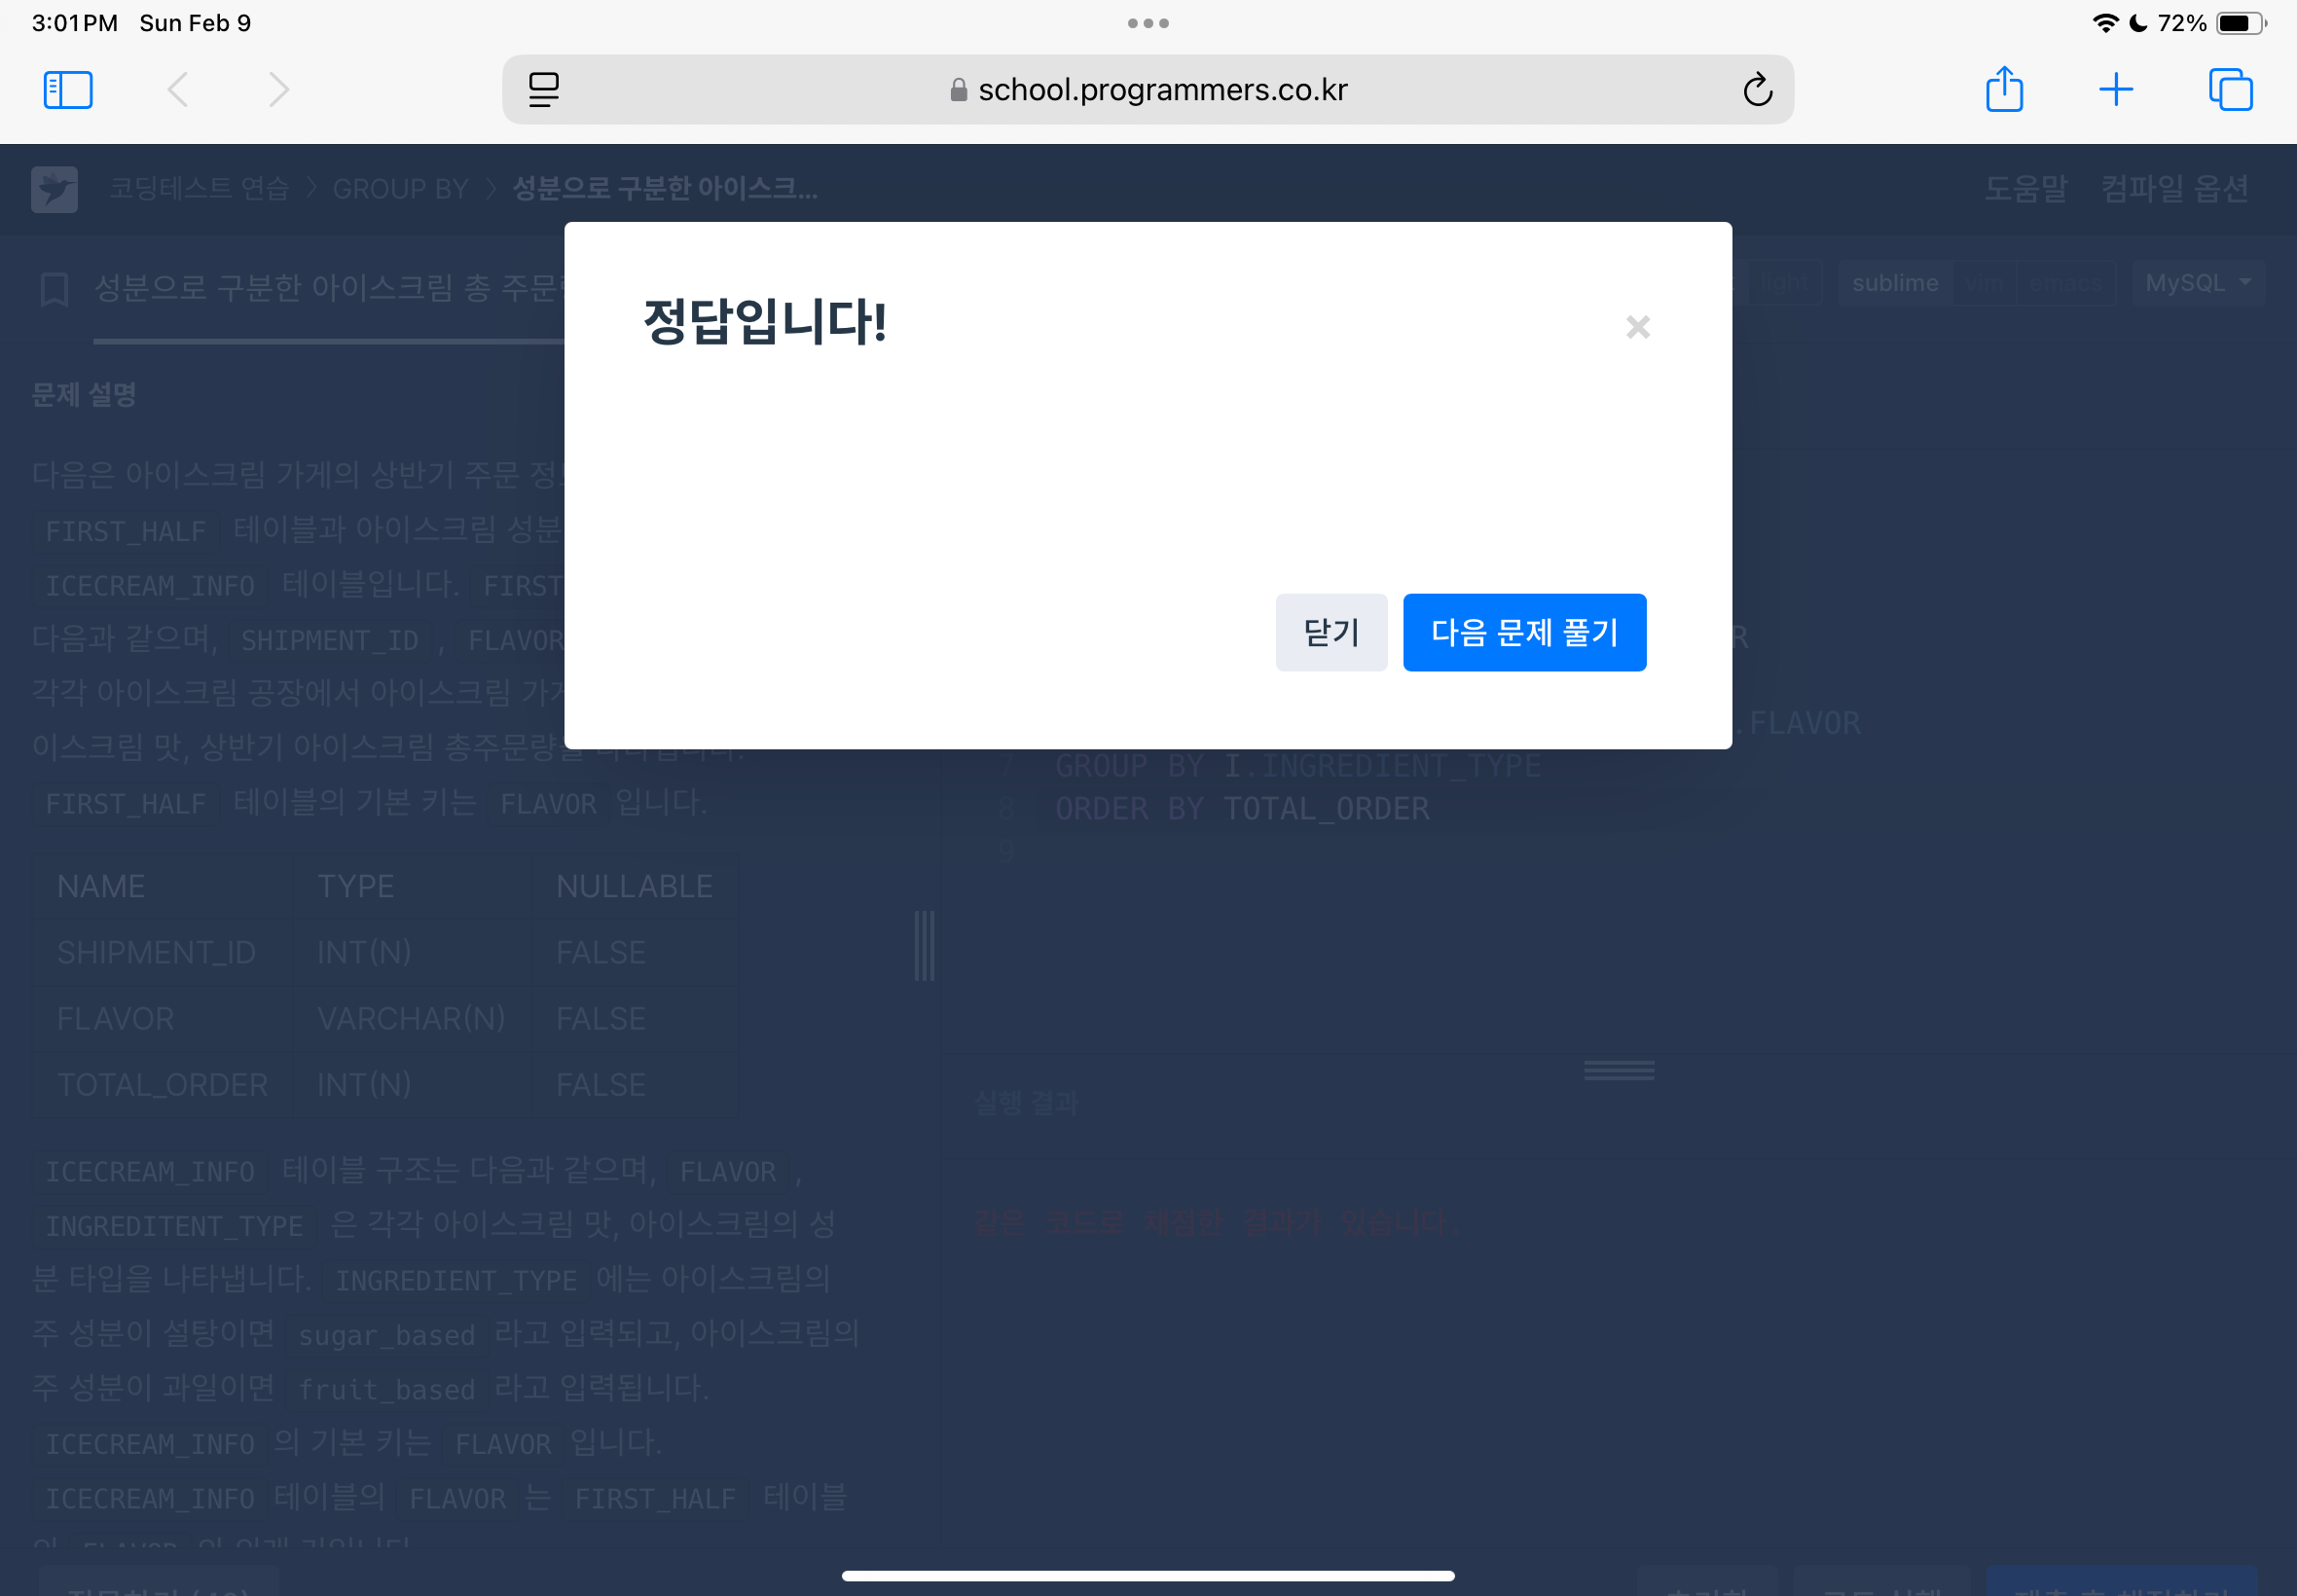 3:01 PM Sun Feb 9
72%
school.programmers.co.kr
코딩테스트 연습 > GROUP BY > 성분으로 구분한 아이스크...
도움말 컴파일 옵션
성분으로 구분한 아이스크림 총 주문
light
sublime vim emacs
MySQL
정답입니다!
×
닫기
다음 문제 풀기
문제 설명
다음은 아이스크림 가게의 상반기 주문
FIRST_HALF 테이블과 아이스크림 성분
ICECREAM_INFO 테이블입니다. FIRST
다음과 같으며, SHIPMENT_ID , FLAVOR
각각 아이스크림 공장에서 아이스크림
이스크림 맛, 상반기 아이스크림 총주문량을
FIRST_HALF 테이블의 기본 키는 FLAVOR 입니다.
NAME TYPE NULLABLE
SHIPMENT_ID INT(N) FALSE
FLAVOR VARCHAR(N) FALSE
TOTAL_ORDER INT(N) FALSE
ICECREAM_INFO 테이블 구조는 다음과 같으며, FLAVOR ,
INGREDITENT_TYPE 은 각각 아이스크림 맛, 아이스크림의 성
분 타입을 나타냅니다. INGREDIENT_TYPE 에는 아이스크림의
주 성분이 설탕이면 sugar_based 라고 입력되고, 아이스크림의
주 성분이 과일이면 fruit_based 라고 입력됩니다.
ICECREAM_INFO 의 기본 키는 FLAVOR 입니다.
ICECREAM_INFO 테이블의 FLAVOR 는 FIRST_HALF 테이블
R
.FLAVOR
7 GROUP BY I.INGREDIENT_TYPE
8 ORDER BY TOTAL_ORDER
9
실행 결과
같은 코드로 채점한 결과가 있습니다.